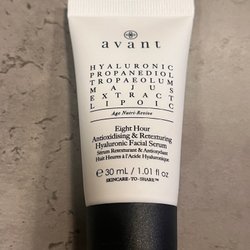 avant
HYALURONIC
PROPANEDIOL
TROPAEOLUM
MAJUS
EXTRACT
LIPOIC
Age Nutri-Revive
Eight Hour
Antioxidising & Retexturing
Hyaluronic Facial Serum
Sérum Retexturant & Antioxydant
Huit Heures à l'Acide Hyaluronique
℮ 30 mL / 1.01 fl.oz
SKINCARE-TO-SHARE™